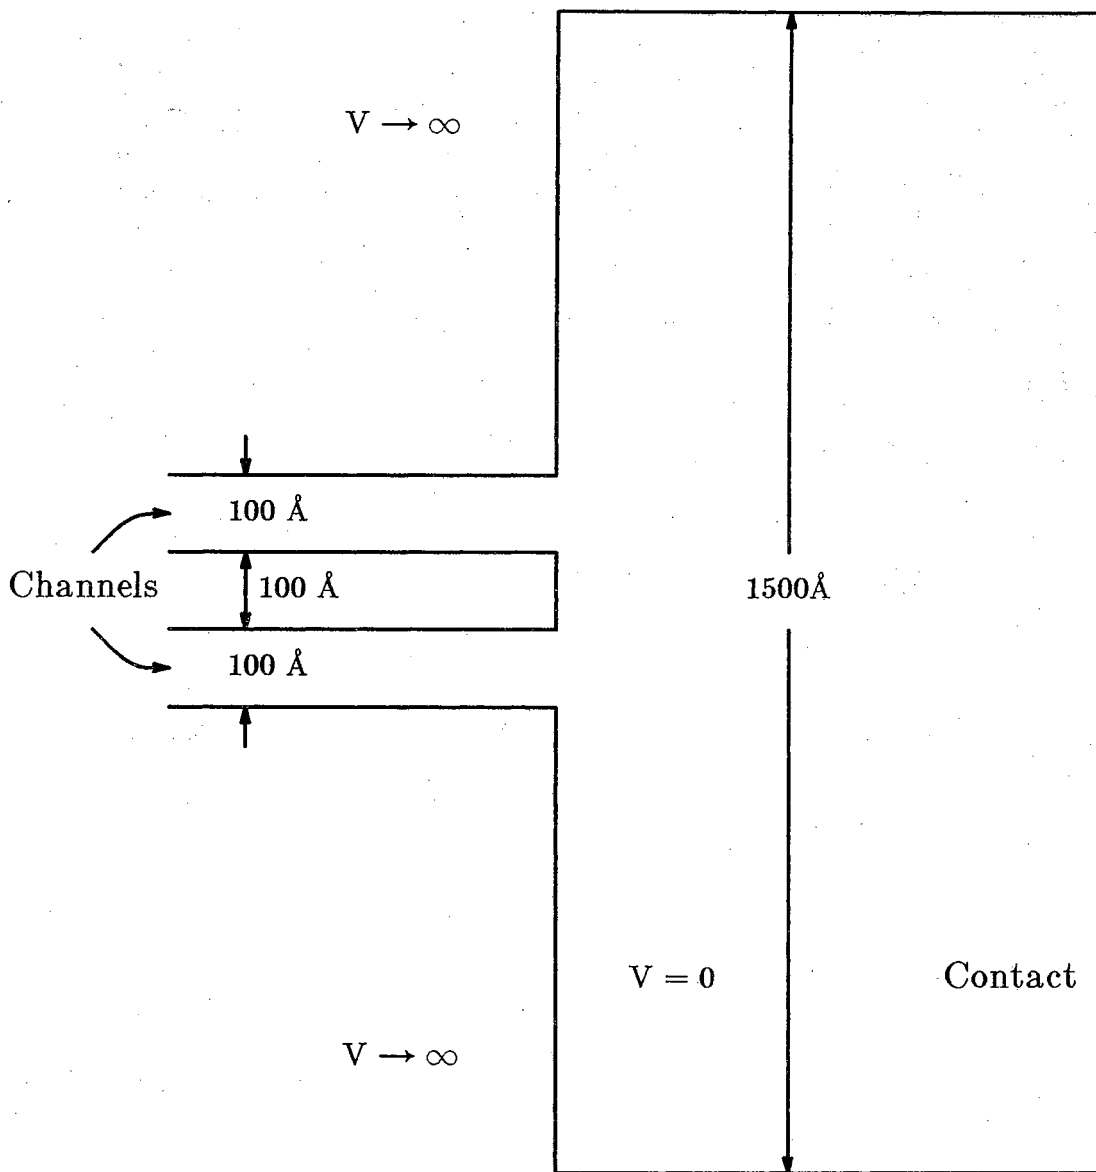 V → ∞
100 Å
Channels
100 Å
1500Å
100 Å
V = 0
Contact
V → ∞